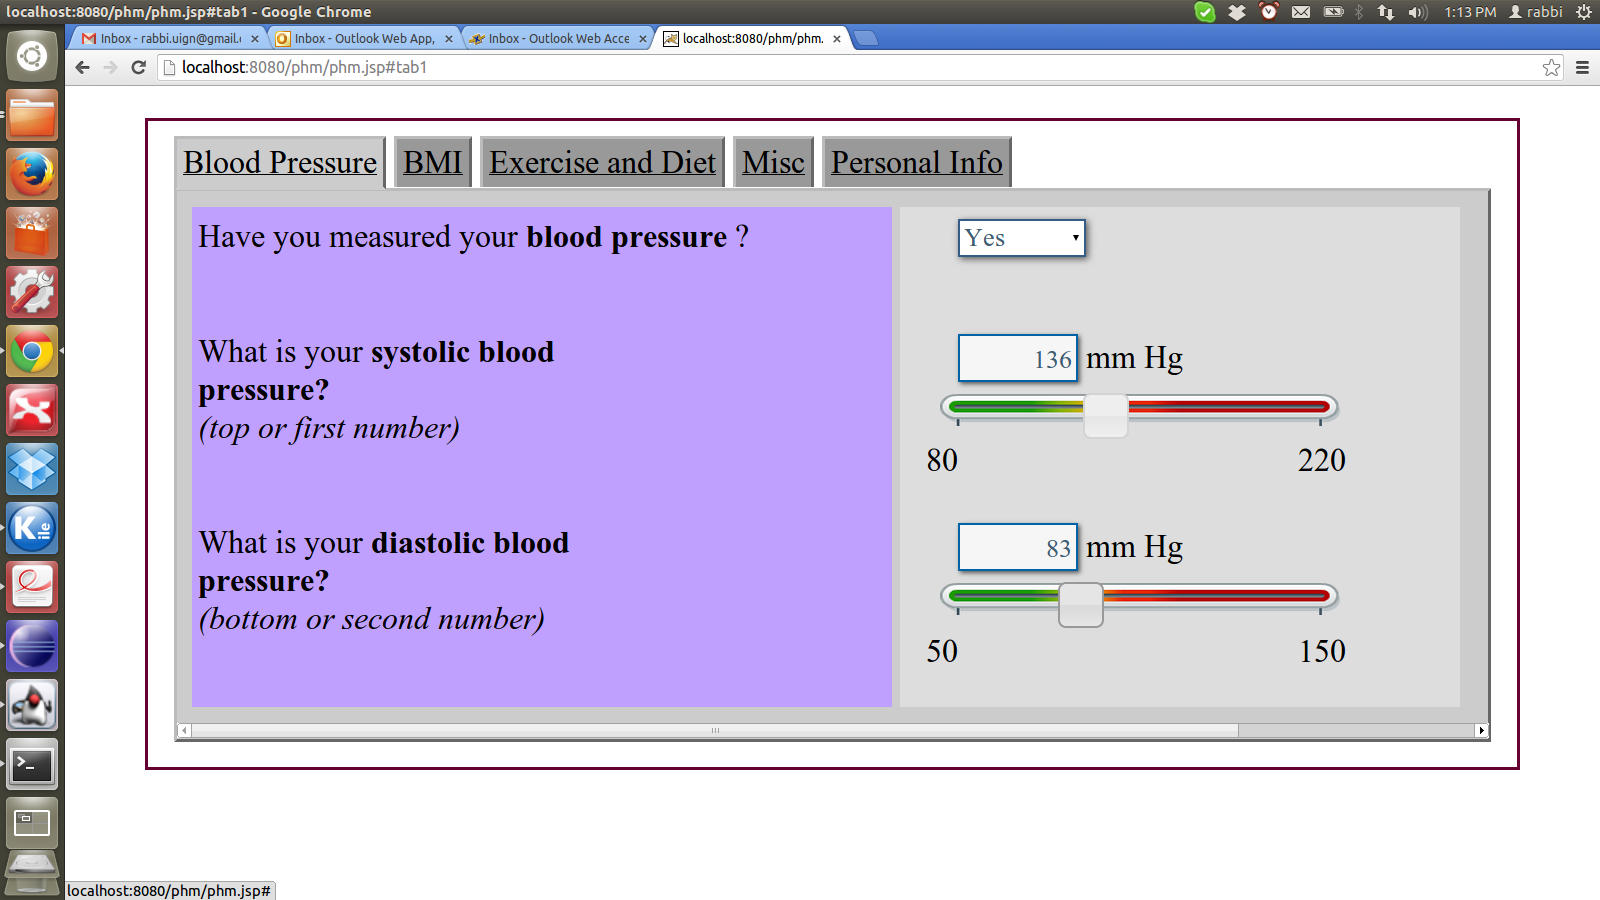 localhost:8080/phm/phm.jsp#tab1 - Google Chrome
1:13 PM rabbi
Inbox - rabbi.uign@gmail.
Inbox - Outlook Web App,
Inbox - Outlook Web Acce
localhost:8080/phm/phm.
localhost:8080/phm/phm.jsp#tab1
Blood Pressure
BMI
Exercise and Diet
Misc
Personal Info
Have you measured your blood pressure ?
Yes
What is your systolic blood
pressure?
(top or first number)
136 mm Hg
80
220
What is your diastolic blood
pressure?
(bottom or second number)
83 mm Hg
50
150
localhost:8080/phm/phm.jsp#
K
ile
>_